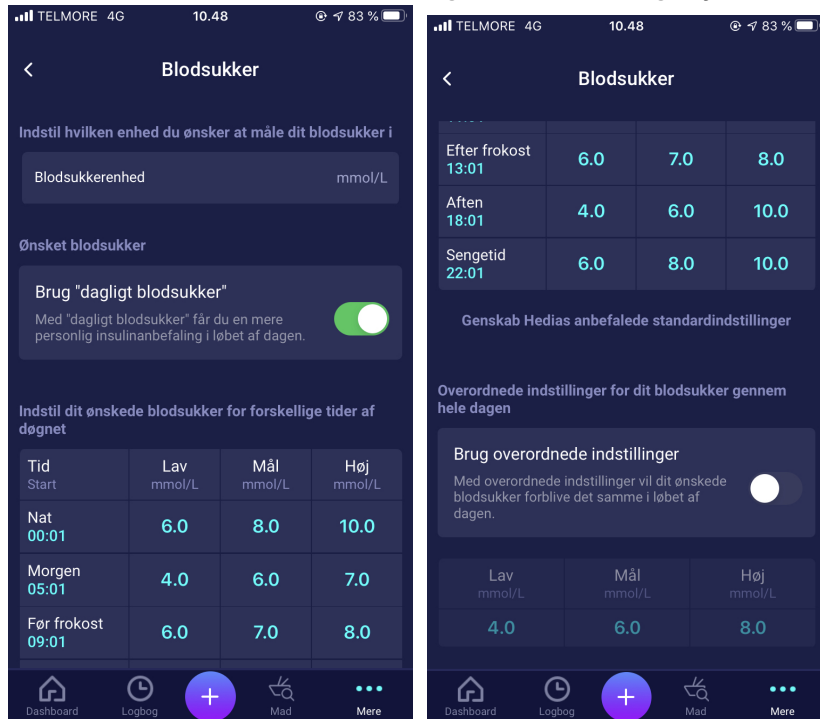 TELMORE 4G 10.48 83 %
Blodsukker
Indstil hvilken enhed du ønsker at måle dit blodsukker i
Blodsukkerenhed mmol/L
Ønsket blodsukker
Brug "dagligt blodsukker"
Med "dagligt blodsukker" får du en mere
personlig insulinanbefaling i løbet af dagen.
Indstil dit ønskede blodsukker for forskellige tider af
døgnet
Tid Lav Mål Høj
Start mmol/L mmol/L mmol/L
Nat
00:01 6.0 8.0 10.0
Morgen
05:01 4.0 6.0 7.0
Før frokost
09:01 6.0 7.0 8.0
Dashboard Logbog Mad Mere
TELMORE 4G 10.48 83 %
Blodsukker
Efter frokost
13:01 6.0 7.0 8.0
Aften
18:01 4.0 6.0 10.0
Sengetid
22:01 6.0 8.0 10.0
Genskab Hedias anbefalede standardindstillinger
Overordnede indstillinger for dit blodsukker gennem
hele dagen
Brug overordnede indstillinger
Med overordnede indstillinger vil dit ønskede
blodsukker forblive det samme i løbet af
dagen.
Lav Mål Høj
mmol/L mmol/L mmol/L
4.0 6.0 8.0
Dashboard Logbog Mad Mere